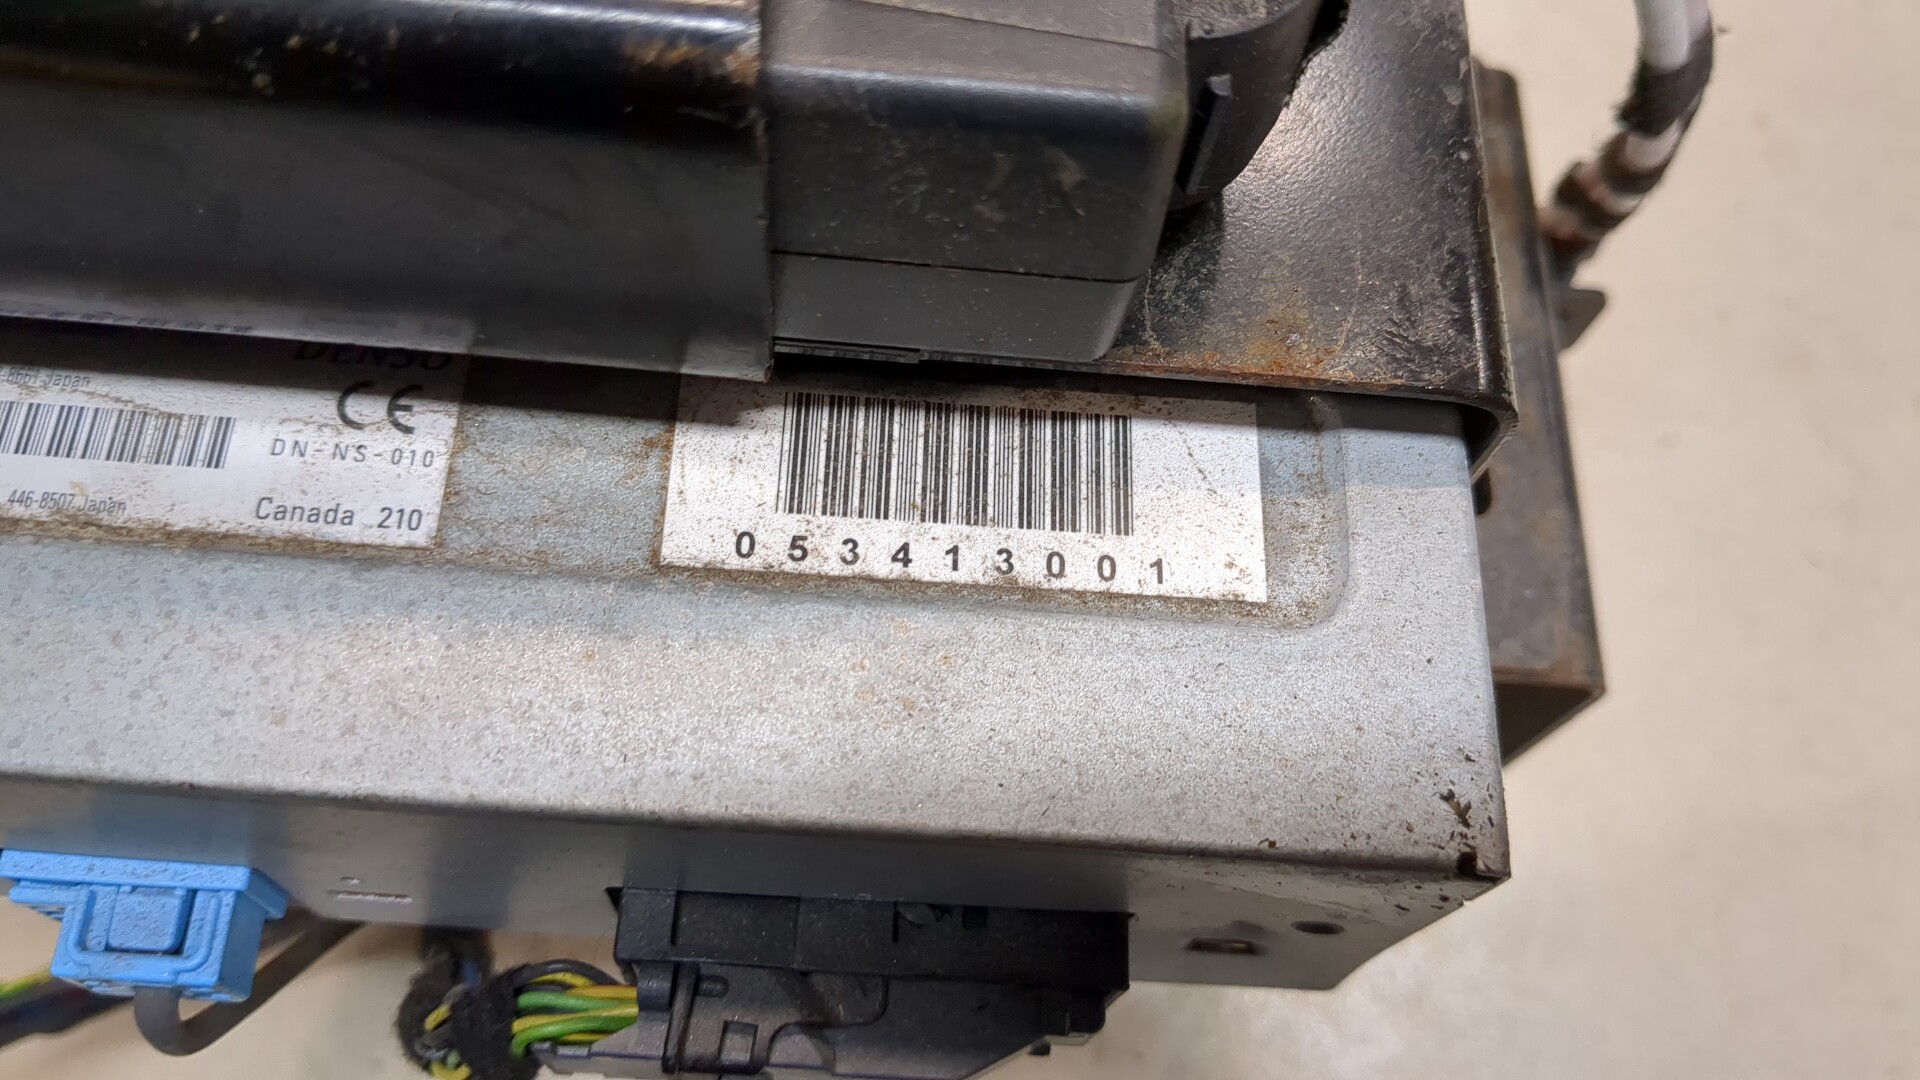 DENSO
8661 Japan
CE
DN-NS-010
446-8507 Japan
Canada 210
053413001